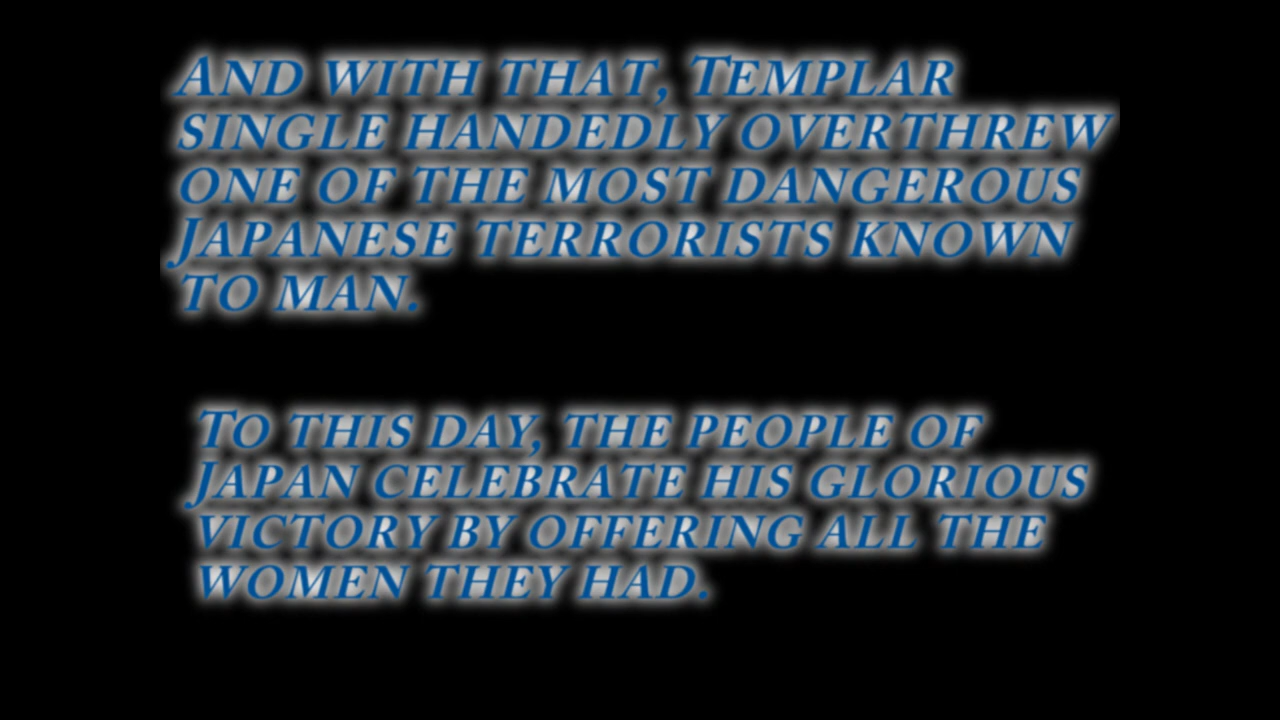 And with that, Templar
single handedly overthrew
one of the most dangerous
Japanese terrorists known
to man.
To this day, the people of
Japan celebrate his glorious
victory by offering all the
women they had.